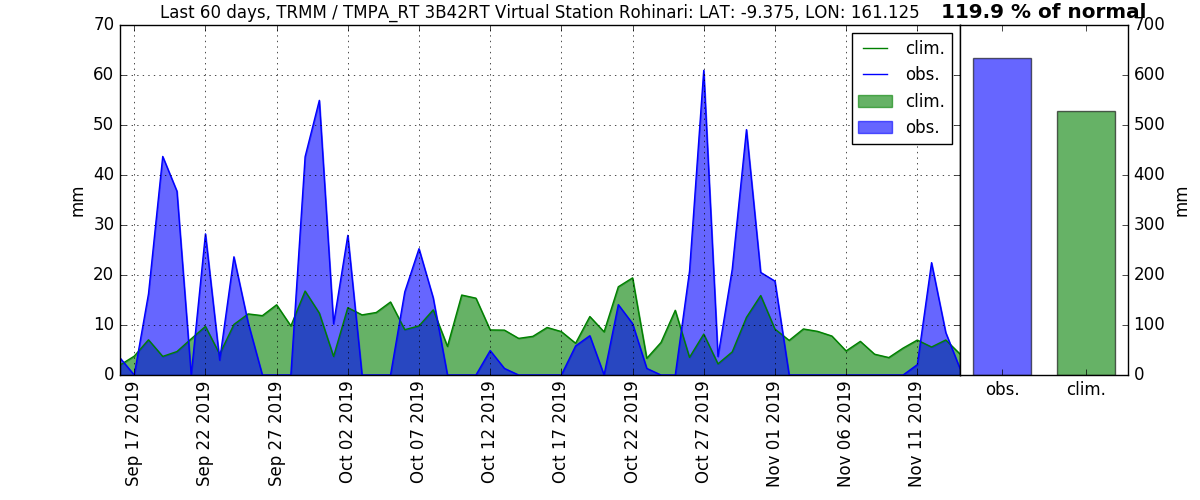 Last 60 days, TRMM / TMPA_RT 3B42RT Virtual Station Rohinari: LAT: -9.375, LON: 161.125
119.9 % of normal
70
60
50
40
30
20
10
0
mm
clim.
obs.
clim.
obs.
Sep 17 2019
Sep 22 2019
Sep 27 2019
Oct 02 2019
Oct 07 2019
Oct 12 2019
Oct 17 2019
Oct 22 2019
Oct 27 2019
Nov 01 2019
Nov 06 2019
Nov 11 2019
700
600
500
400
300
200
100
0
mm
obs.
clim.